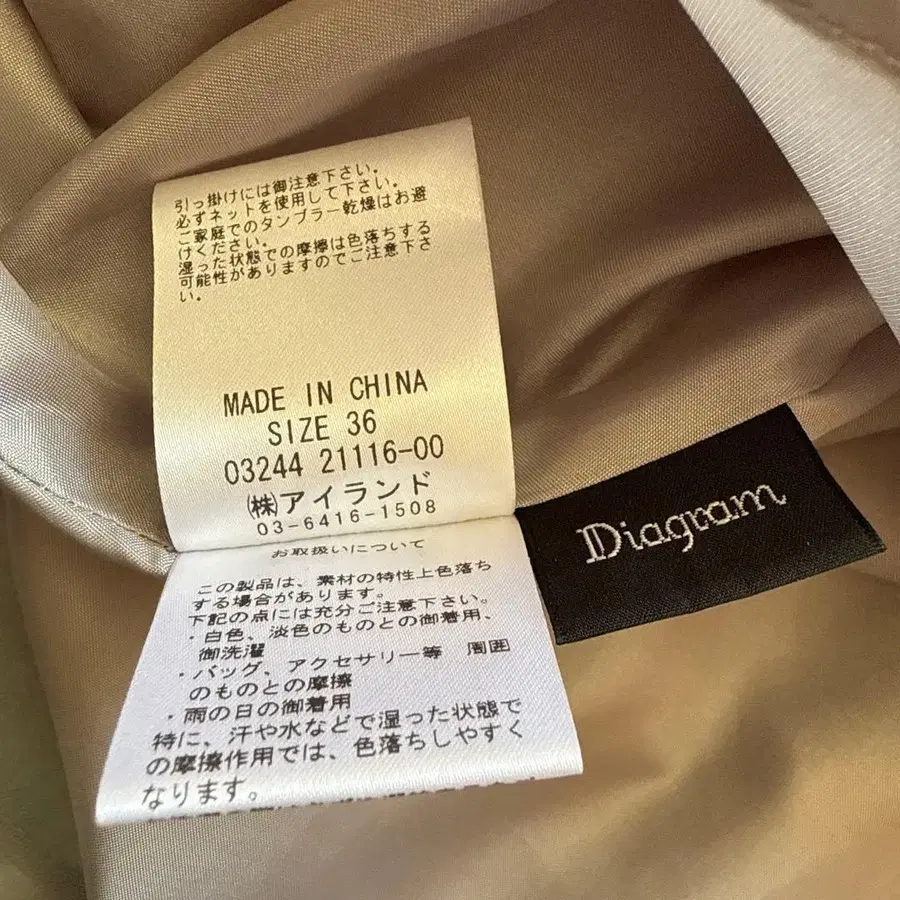 引っ掛けには御注意下さい。
必ずネットを使用して下さい。
ご家庭でのタンブラー乾燥はお避
けください。
湿った状態での摩擦は色落ちする
可能性がありますのでご注意下さ
い。
MADE IN CHINA
SIZE 36
03244 21116-00
㈱アイランド
03-6416-1508
お取扱いについて
この製品は、素材の特性上色落ち
する場合があります。
下記の点には充分ご注意下さい。
・白色、淡色のものとの御着用、
御洗濯
・バッグ、アクセサリー等 周囲
のものとの摩擦
・雨の日の御着用
特に、汗や水などで湿った状態で
の摩擦作用では、色落ちしやすく
なります。
Diagram